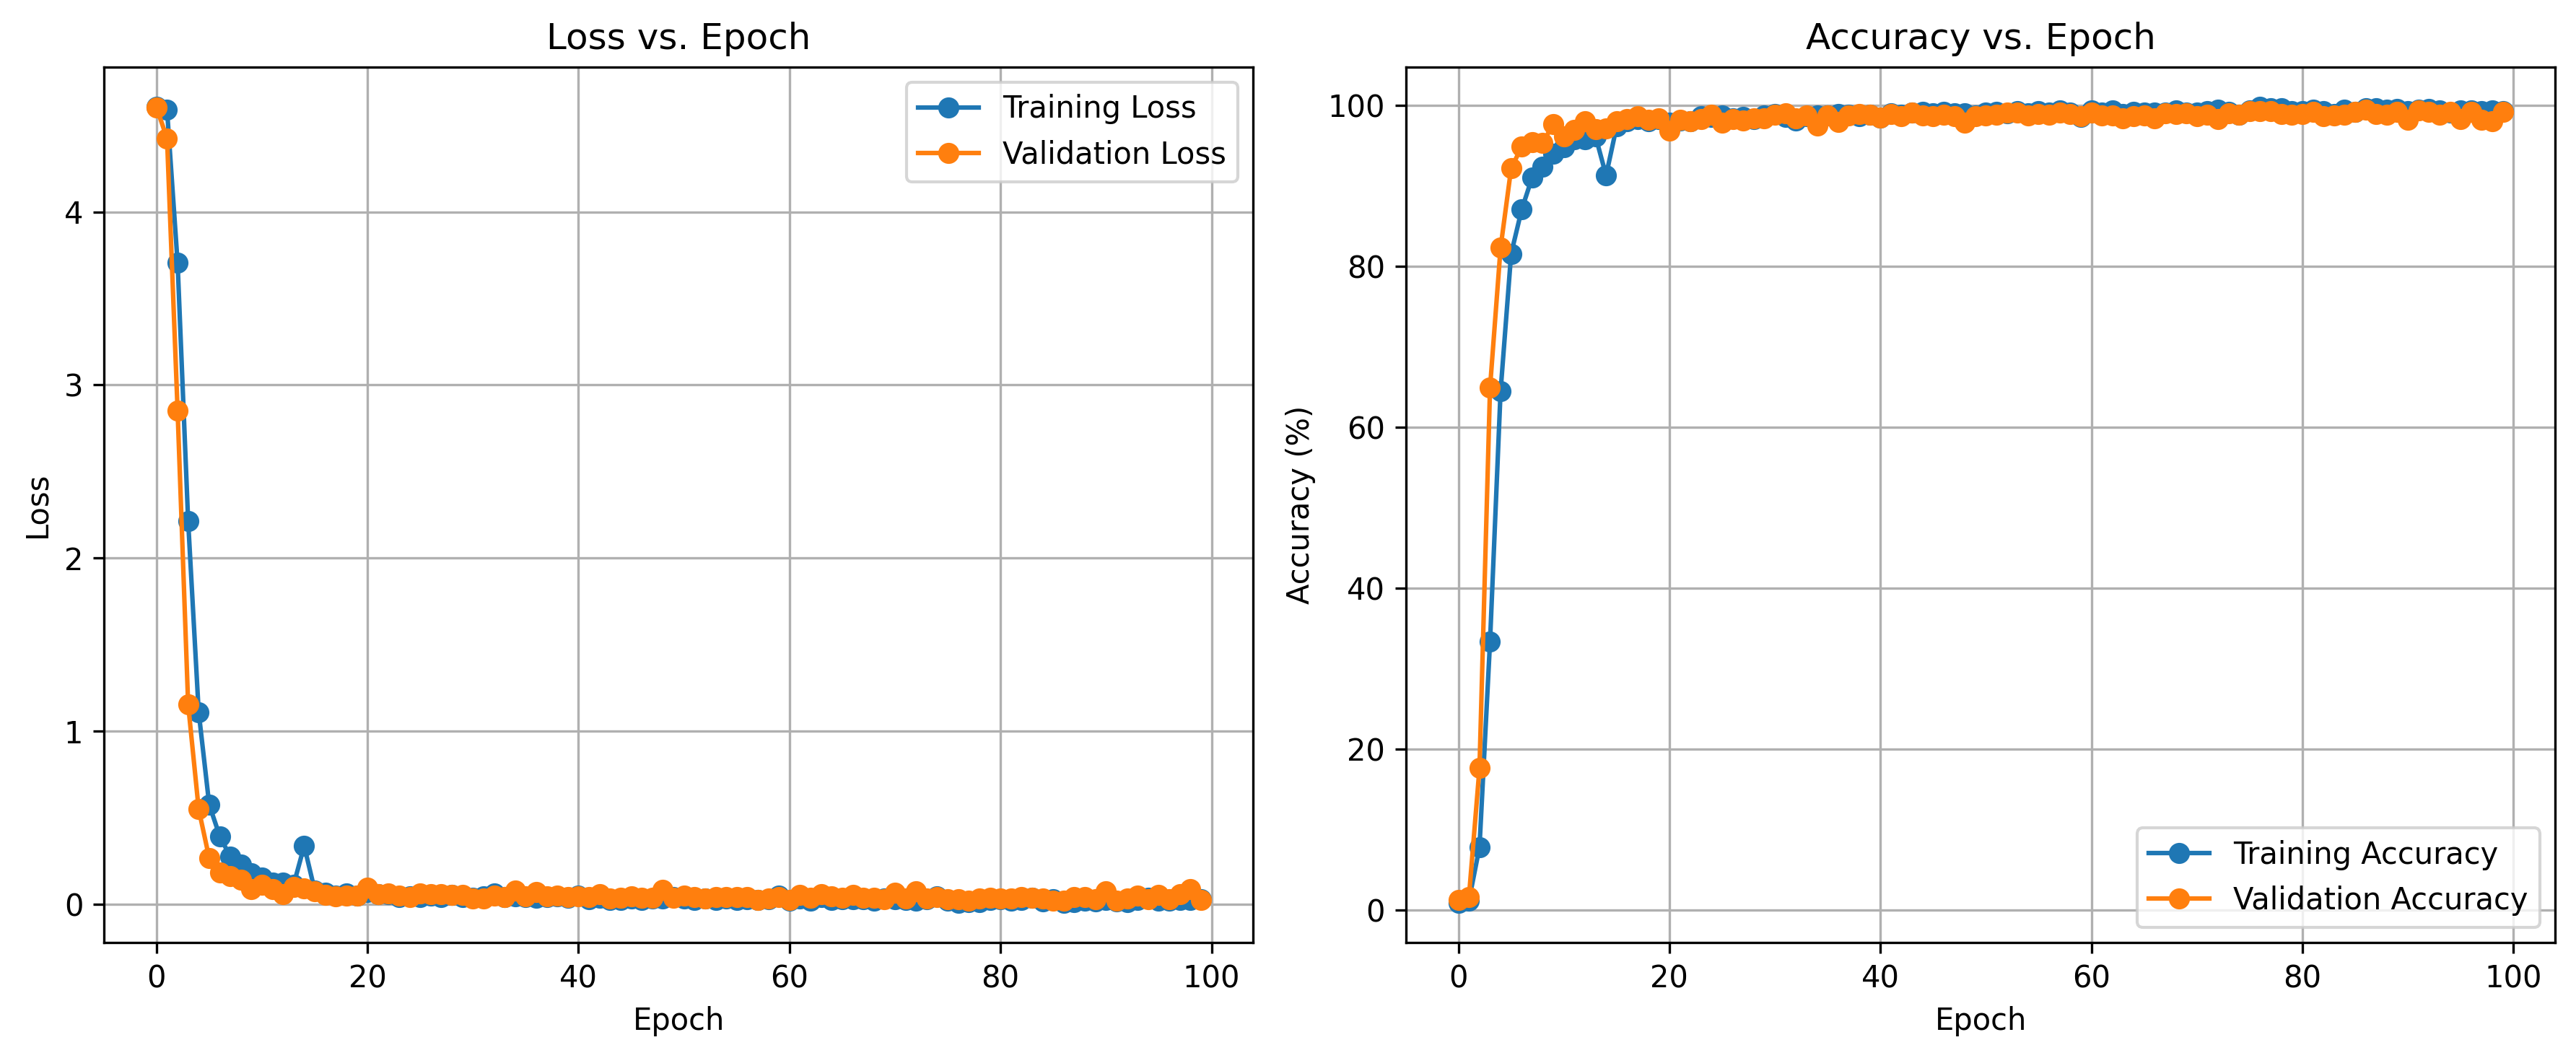 Loss vs. Epoch
Training Loss
Validation Loss
4
3
2
1
0
Loss
0 20 40 60 80 100
Epoch
Accuracy vs. Epoch
100
80
60
40
20
0
Accuracy (%)
Training Accuracy
Validation Accuracy
0 20 40 60 80 100
Epoch